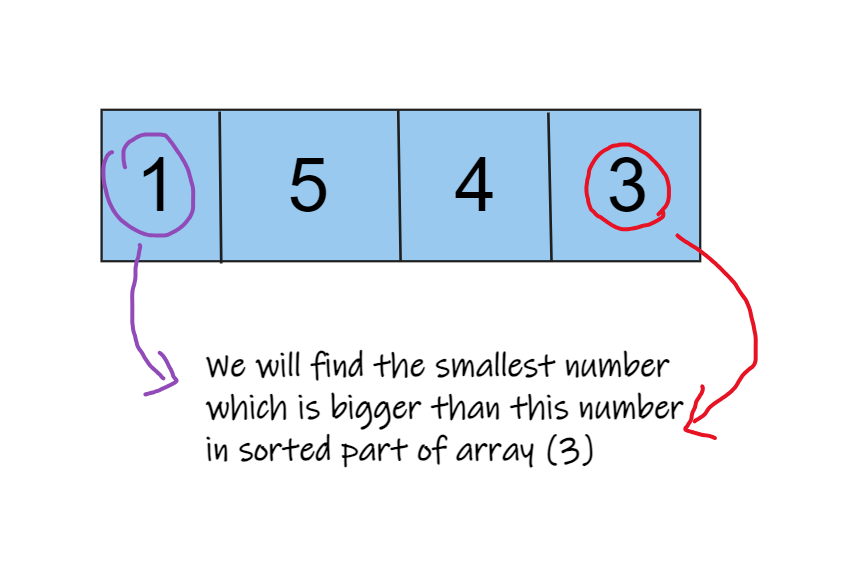 1 5 4 3
We will find the smallest number
which is bigger than this number
in sorted part of array (3)